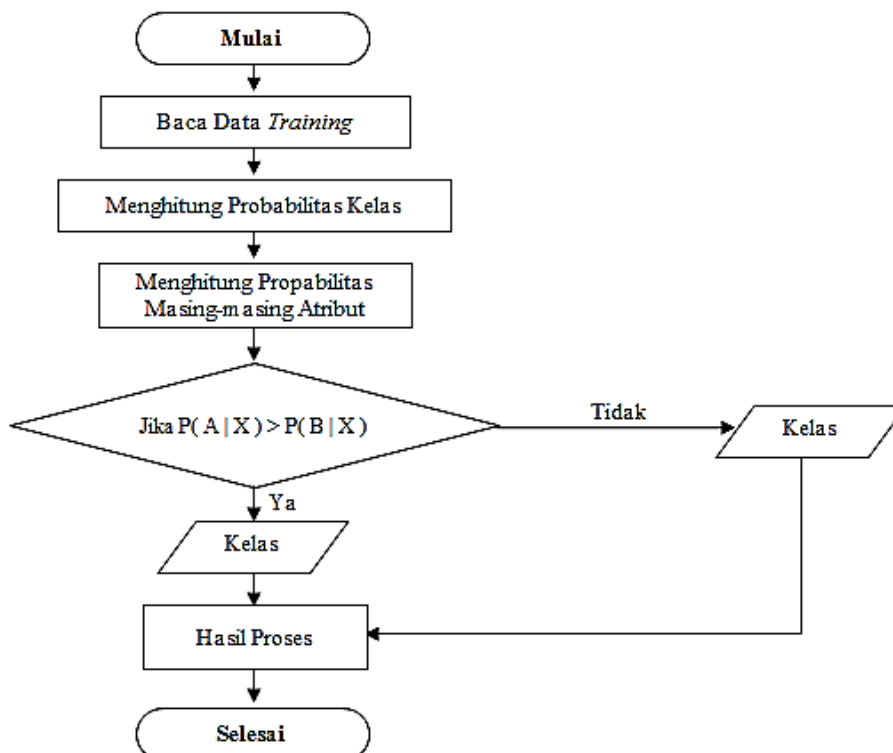 Mulai
Baca Data Training
Menghitung Probabilitas Kelas
Menghitung Propabilitas
Masing-masing Atribut
Jika P( A | X ) > P( B | X )
Tidak
Kelas
Ya
Kelas
Hasil Proses
Selesai